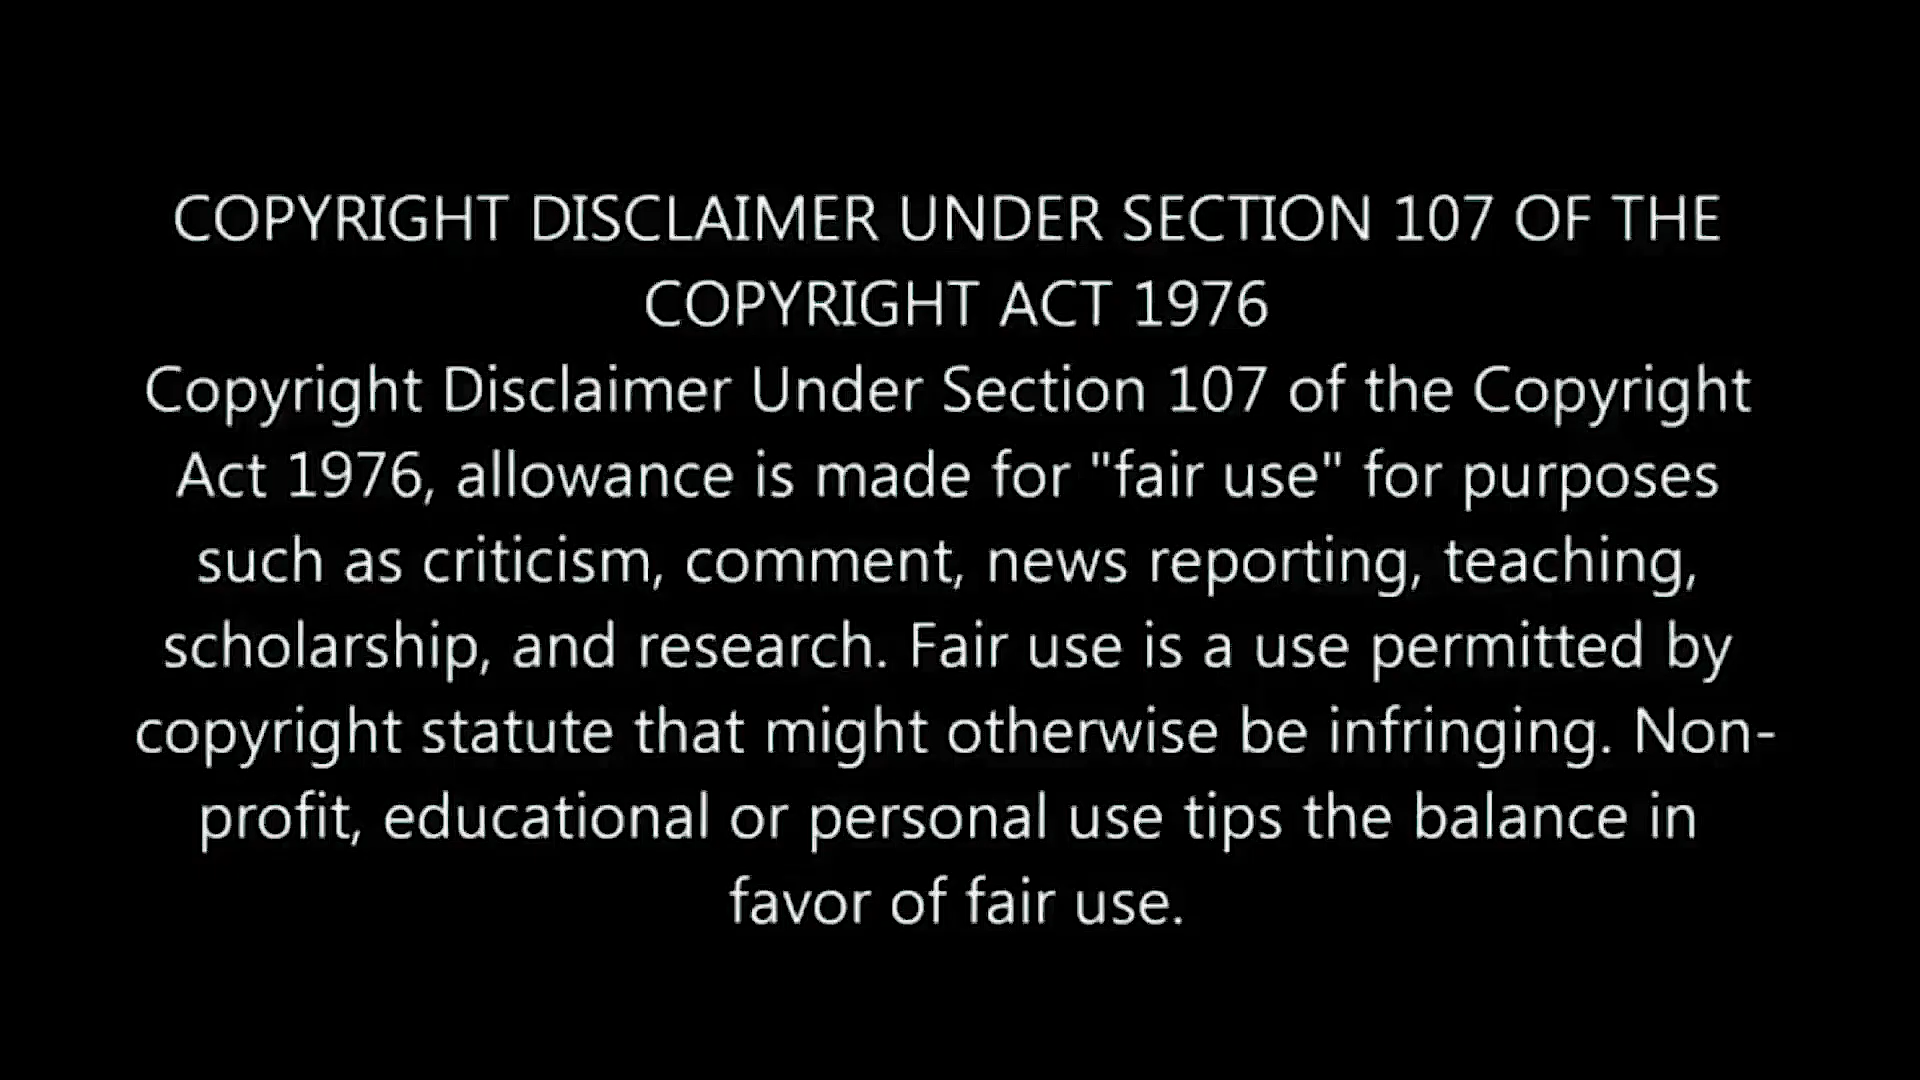 COPYRIGHT DISCLAIMER UNDER SECTION 107 OF THE
COPYRIGHT ACT 1976
Copyright Disclaimer Under Section 107 of the Copyright
Act 1976, allowance is made for "fair use" for purposes
such as criticism, comment, news reporting, teaching,
scholarship, and research. Fair use is a use permitted by
copyright statute that might otherwise be infringing. Non-
profit, educational or personal use tips the balance in
favor of fair use.